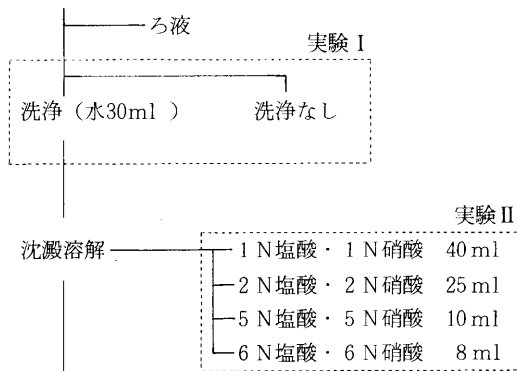 ろ液
実験Ⅰ
洗浄（水30ml ） 洗浄なし
実験Ⅱ
沈澱溶解 1N塩酸・1N硝酸 40ml
2N塩酸・2N硝酸 25ml
5N塩酸・5N硝酸 10ml
6N塩酸・6N硝酸 8ml